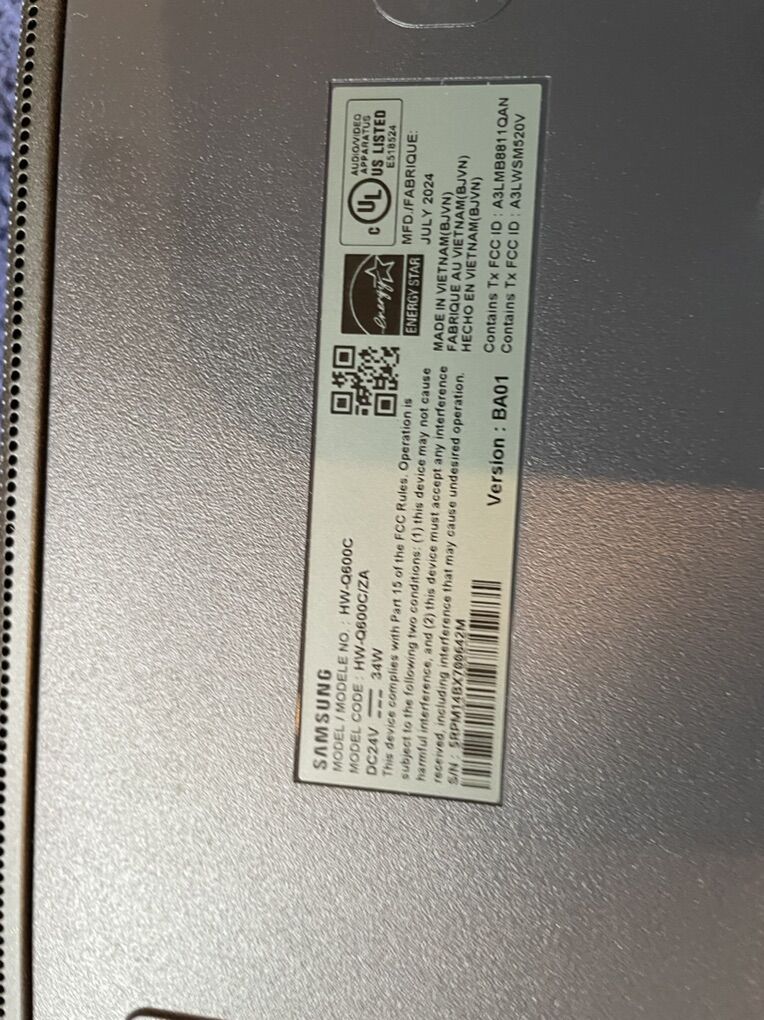 SAMSUNG
MODEL / MODELE NO. : HW-Q600C
MODEL CODE : HW-Q600C/ZA
DC24V 34W
This device complies with Part 15 of the FCC Rules. Operation is
subject to the following two conditions: (1) this device may not cause
harmful interference, and (2) this device must accept any interference
received, including interference that may cause undesired operation.
S/N : 5RPM14BX700642M
Version : BA01
C UL US LISTED
AUDIO/VIDEO
APPARATUS
E518524
energy
ENERGY STAR
MFD./FABRIQUE:
JULY 2024
MADE IN VIETNAM(BJVN)
FABRIQUE AU VIETNAM(BJVN)
HECHO EN VIETNAM(BJVN)
Contains Tx FCC ID : A3LMB8811QAN
Contains Tx FCC ID : A3LWSM520V